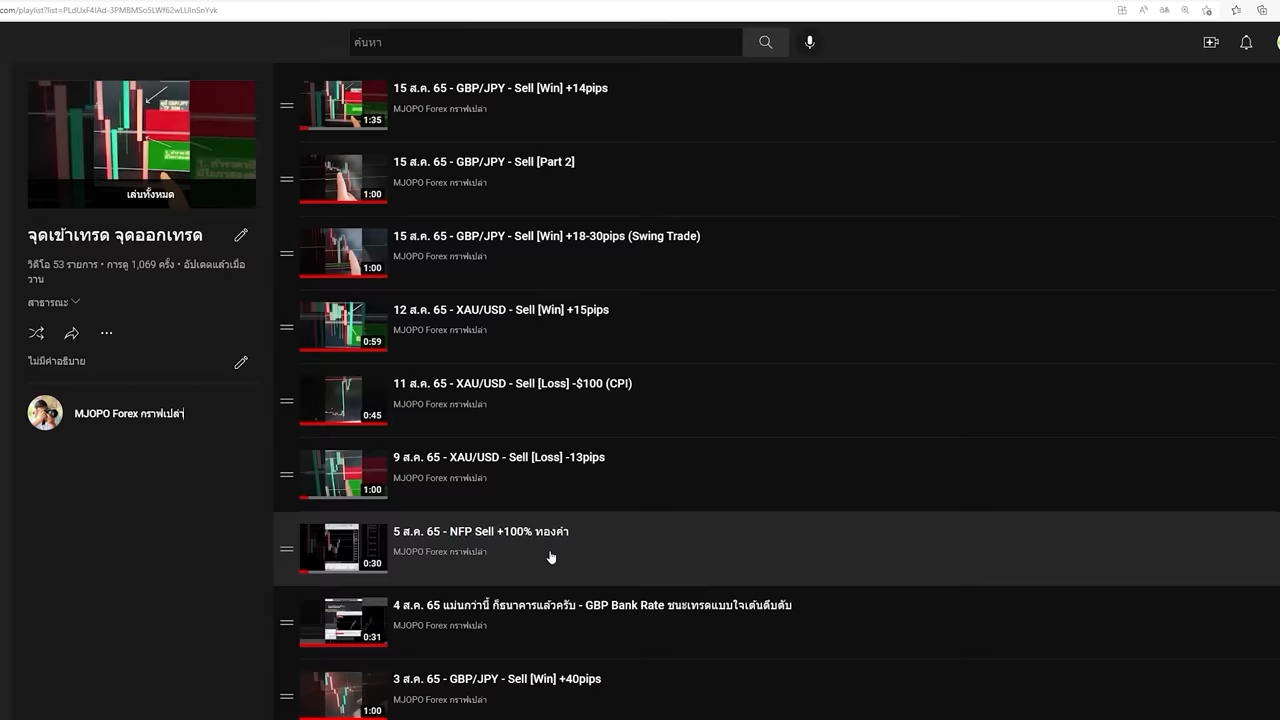 com/playlist?list=PLdUxF4IAd-3PMBMSo5LWf62wLUInSnYvk
ค้นหา
เล่นทั้งหมด
จุดเข้าเทรด จุดออกเทรด
วิดีโอ 53 รายการ • การดู 1,069 ครั้ง • อัปเดตแล้วเมื่อ
วาน
สาธารณะ
ไม่มีคำอธิบาย
MJOPO Forex กราฟเปล่า
15 ส.ค. 65 - GBP/JPY - Sell [Win] +14pips
MJOPO Forex กราฟเปล่า
1:35
15 ส.ค. 65 - GBP/JPY - Sell [Part 2]
MJOPO Forex กราฟเปล่า
1:00
15 ส.ค. 65 - GBP/JPY - Sell [Win] +18-30pips (Swing Trade)
MJOPO Forex กราฟเปล่า
1:00
12 ส.ค. 65 - XAU/USD - Sell [Win] +15pips
MJOPO Forex กราฟเปล่า
0:59
11 ส.ค. 65 - XAU/USD - Sell [Loss] -$100 (CPI)
MJOPO Forex กราฟเปล่า
0:45
9 ส.ค. 65 - XAU/USD - Sell [Loss] -13pips
MJOPO Forex กราฟเปล่า
1:00
5 ส.ค. 65 - NFP Sell +100% ทองคำ
MJOPO Forex กราฟเปล่า
0:30
4 ส.ค. 65 แม่นกว่านี้ ก็ธนาคารแล้วครับ - GBP Bank Rate ชนะเทรดแบบใจเต้นตึบตับ
MJOPO Forex กราฟเปล่า
0:31
3 ส.ค. 65 - GBP/JPY - Sell [Win] +40pips
MJOPO Forex กราฟเปล่า
1:00